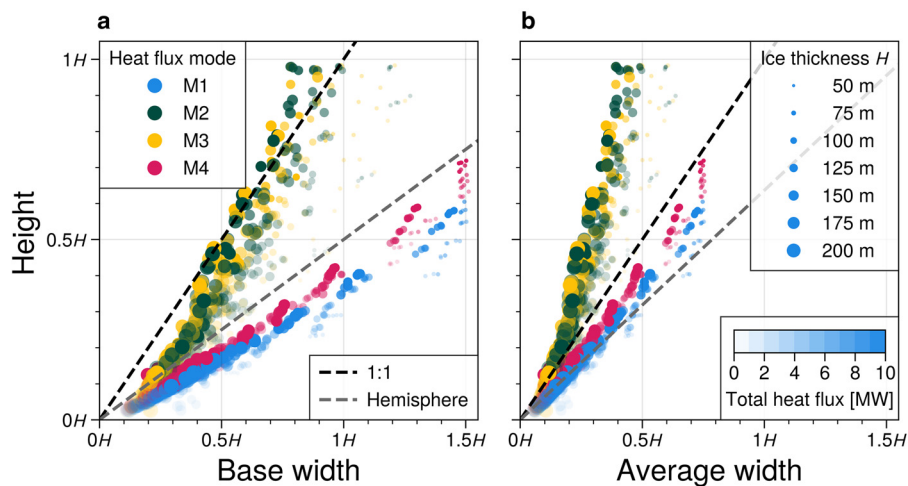 a
b
Heat flux mode
M1
M2
M3
M4
Ice thickness H
50 m
75 m
100 m
125 m
150 m
175 m
200 m
1H
0.5H
0H
Height
1:1
Hemisphere
0 2 4 6 8 10
Total heat flux [MW]
0H 0.5H 1H 1.5H
0H 0.5H 1H 1.5H
Base width
Average width